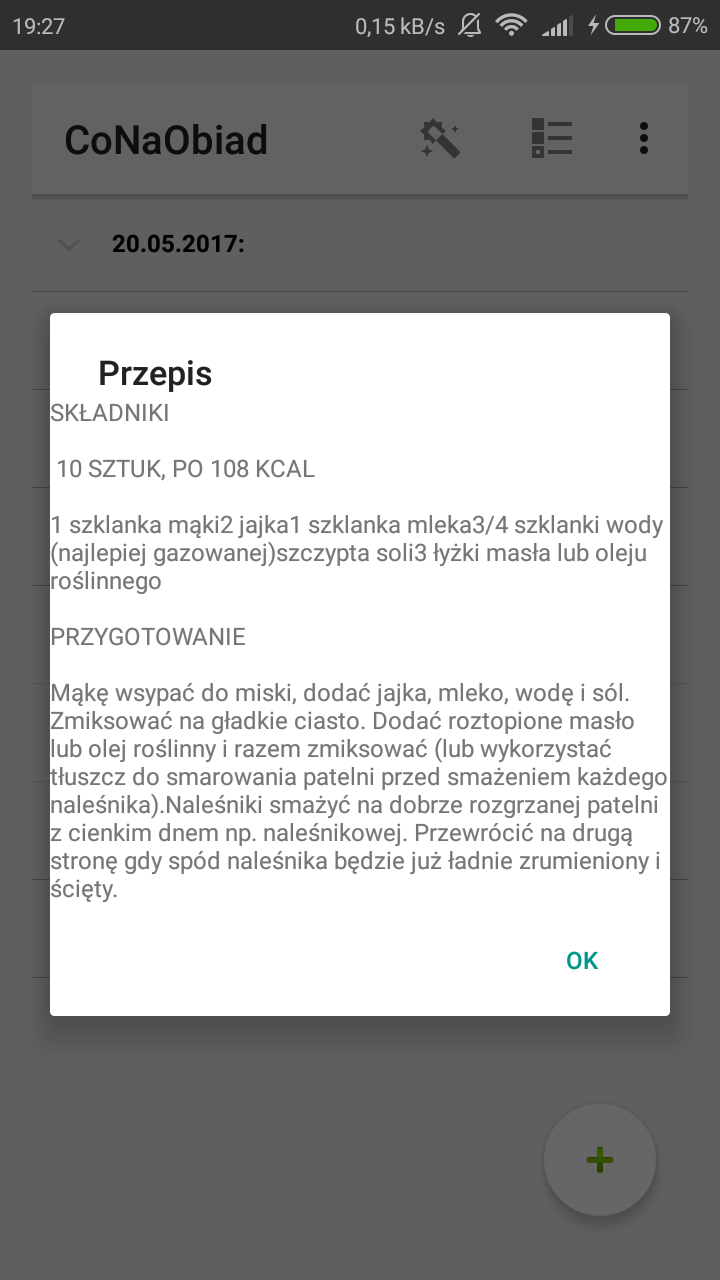 19:27
0,15 kB/s
87%
CoNaObiad
20.05.2017:
Przepis
SKŁADNIKI
10 SZTUK, PO 108 KCAL
1 szklanka mąki2 jajka1 szklanka mleka3/4 szklanki wody
(najlepiej gazowanej)szczypta soli3 łyżki masła lub oleju
roślinnego
PRZYGOTOWANIE
Mąkę wsypać do miski, dodać jajka, mleko, wodę i sól.
Zmiksować na gładkie ciasto. Dodać roztopione masło
lub olej roślinny i razem zmiksować (lub wykorzystać
tłuszcz do smarowania patelni przed smażeniem każdego
naleśnika).Naleśniki smażyć na dobrze rozgrzanej patelni
z cienkim dnem np. naleśnikowej. Przewrócić na drugą
stronę gdy spód naleśnika będzie już ładnie zrumieniony i
ścięty.
OK